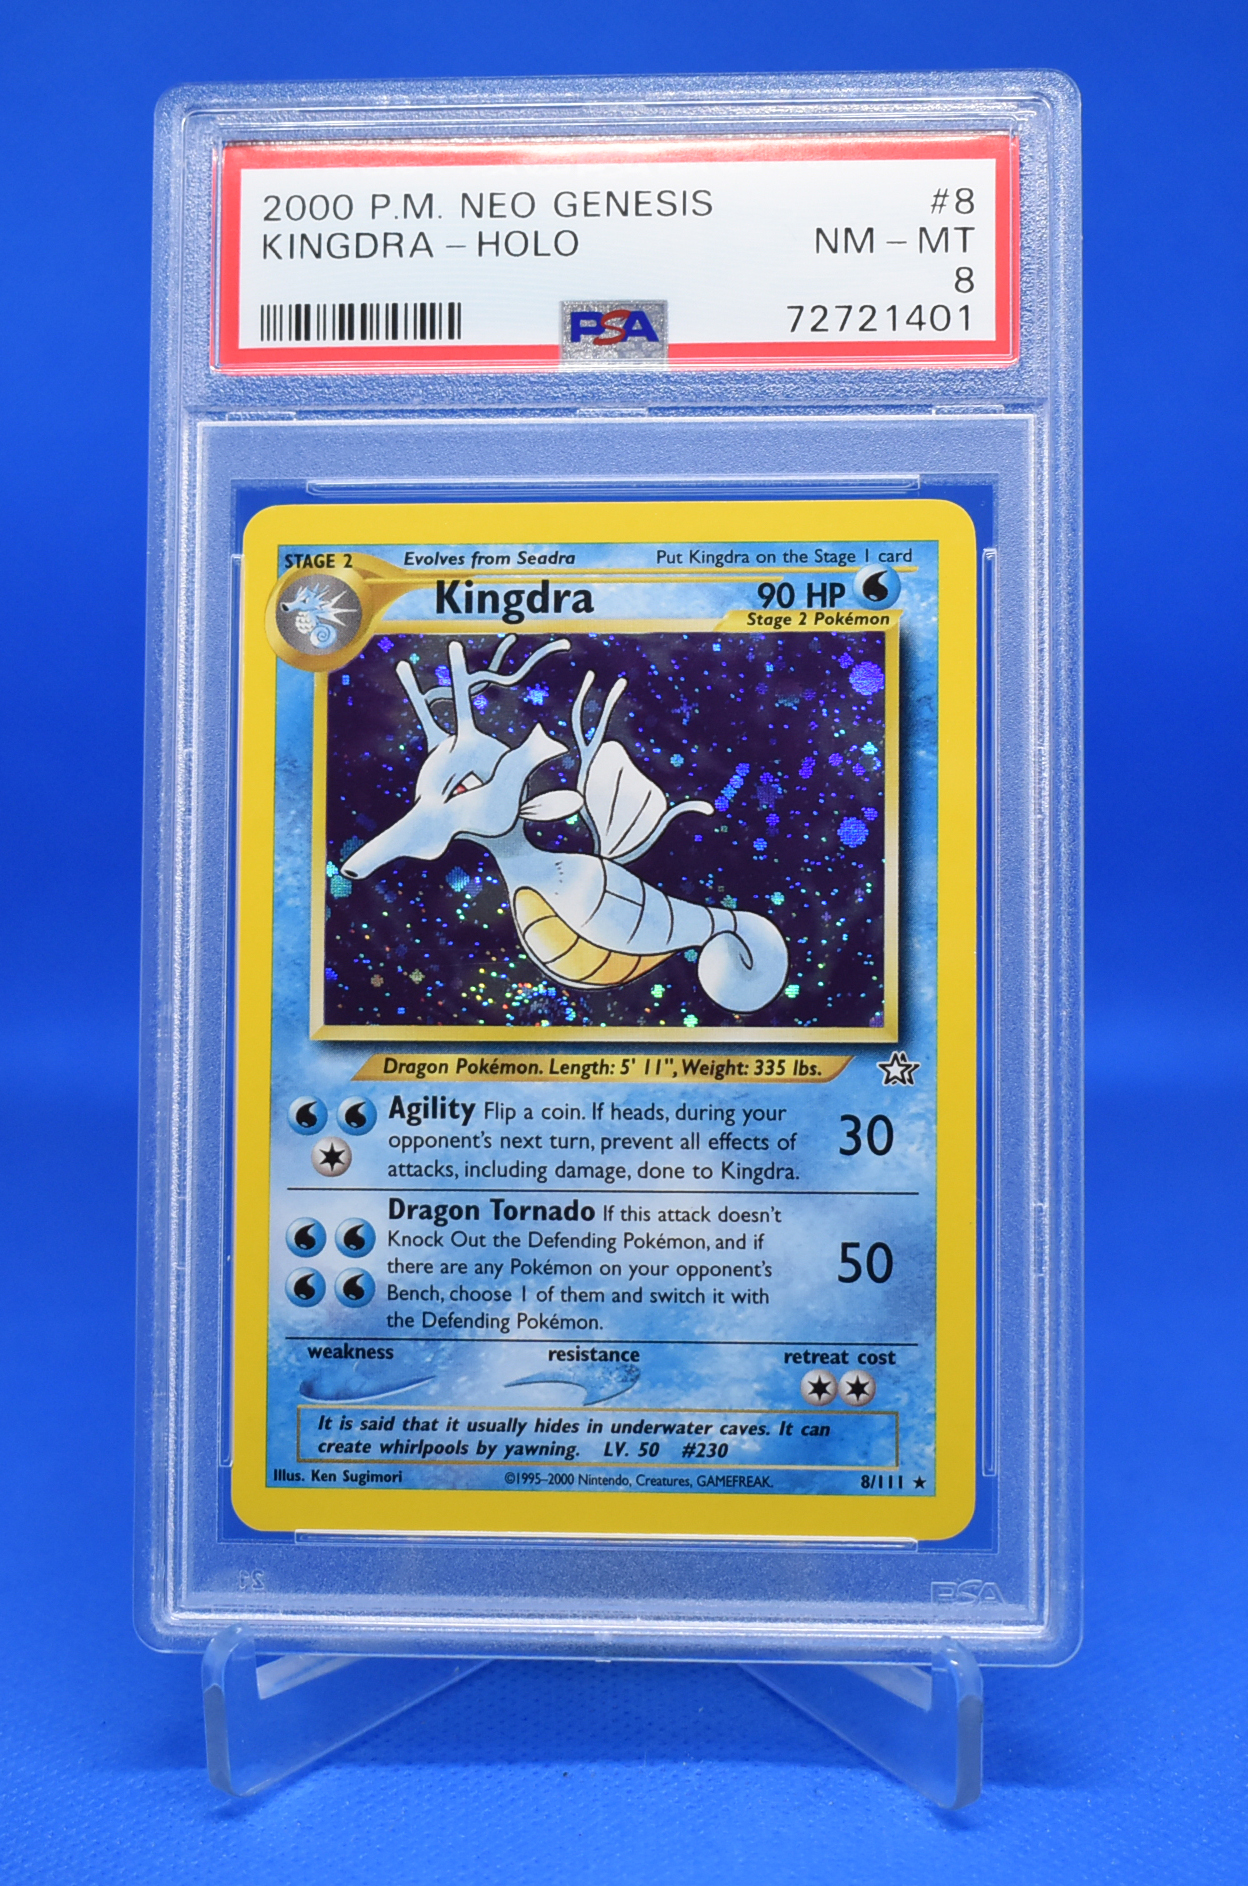 2000 P.M. NEO GENESIS #8
KINGDRA – HOLO NM – MT
8
PSA 72721401
STAGE 2 Evolves from Seadra Put Kingdra on the Stage 1 card
Kingdra 90 HP
Stage 2 Pokémon
Dragon Pokémon. Length: 5' 11", Weight: 335 lbs.
Agility Flip a coin. If heads, during your
opponent's next turn, prevent all effects of
attacks, including damage, done to Kingdra.
30
Dragon Tornado If this attack doesn't
Knock Out the Defending Pokémon, and if
there are any Pokémon on your opponent's
Bench, choose 1 of them and switch it with
the Defending Pokémon.
50
weakness resistance retreat cost
It is said that it usually hides in underwater caves. It can
create whirlpools by yawning. LV. 50 #230
Illus. Ken Sugimori ©1995–2000 Nintendo, Creatures, GAMEFREAK. 8/111 ★
PSA